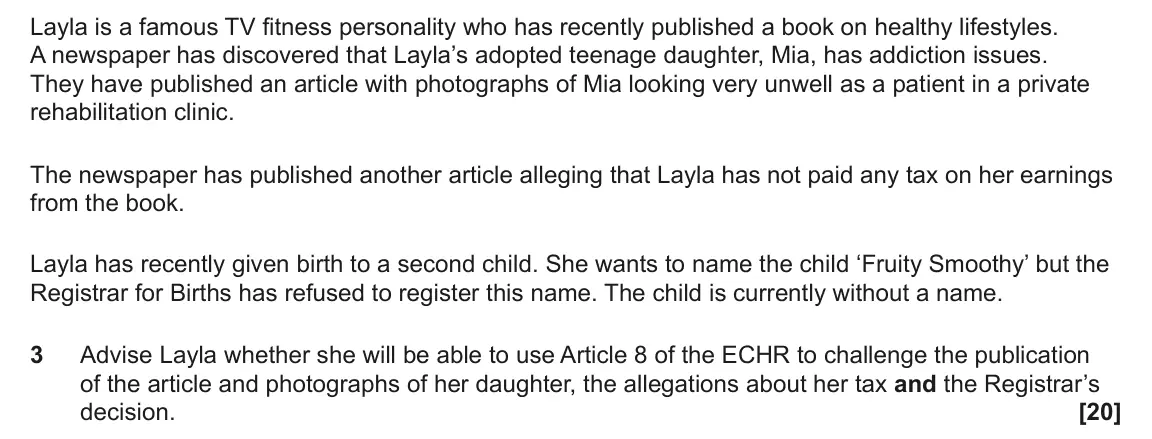 Layla is a famous TV fitness personality who has recently published a book on healthy lifestyles.
A newspaper has discovered that Layla’s adopted teenage daughter, Mia, has addiction issues.
They have published an article with photographs of Mia looking very unwell as a patient in a private
rehabilitation clinic.
The newspaper has published another article alleging that Layla has not paid any tax on her earnings
from the book.
Layla has recently given birth to a second child. She wants to name the child ‘Fruity Smoothy’ but the
Registrar for Births has refused to register this name. The child is currently without a name.
3 Advise Layla whether she will be able to use Article 8 of the ECHR to challenge the publication
of the article and photographs of her daughter, the allegations about her tax and the Registrar’s
decision. [20]